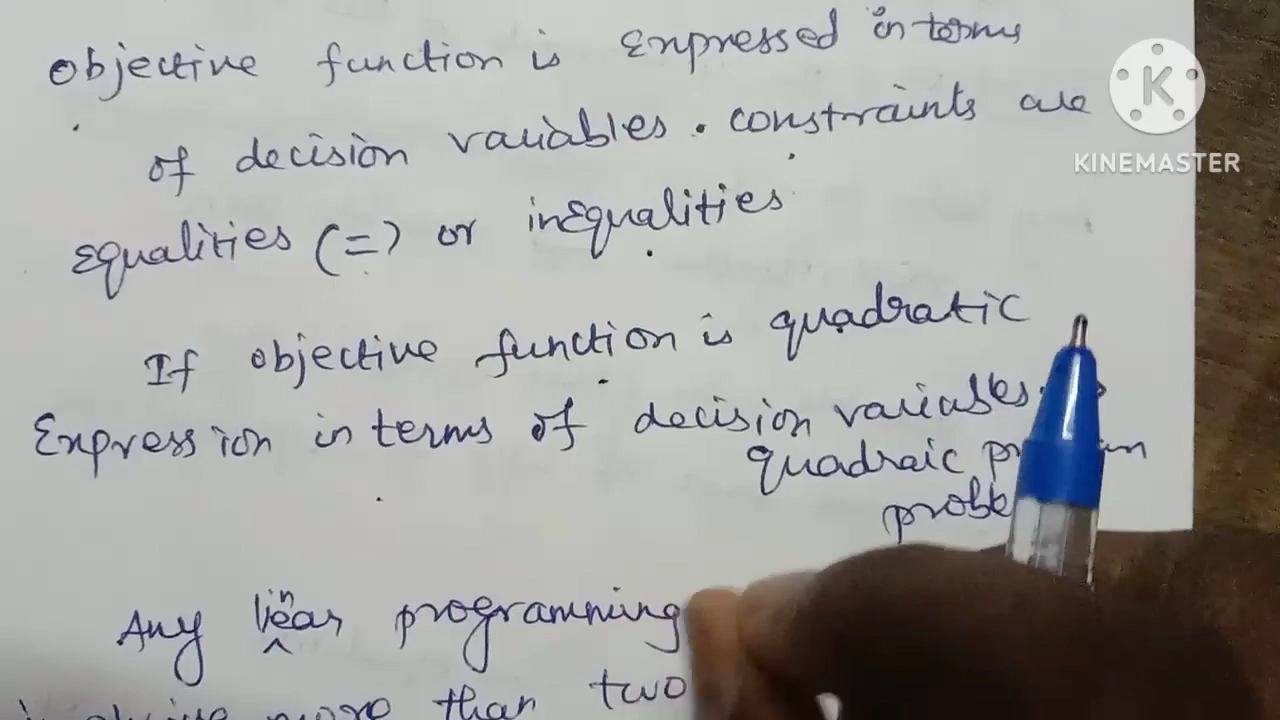 objective function is Expressed in terms
of decision variables. constraints are
Equalities (=) or inEqualities
If objective function is quadratic
Expression in terms of decision variables.
quadraic
Any linear programming
more than two
K
KINEMASTER